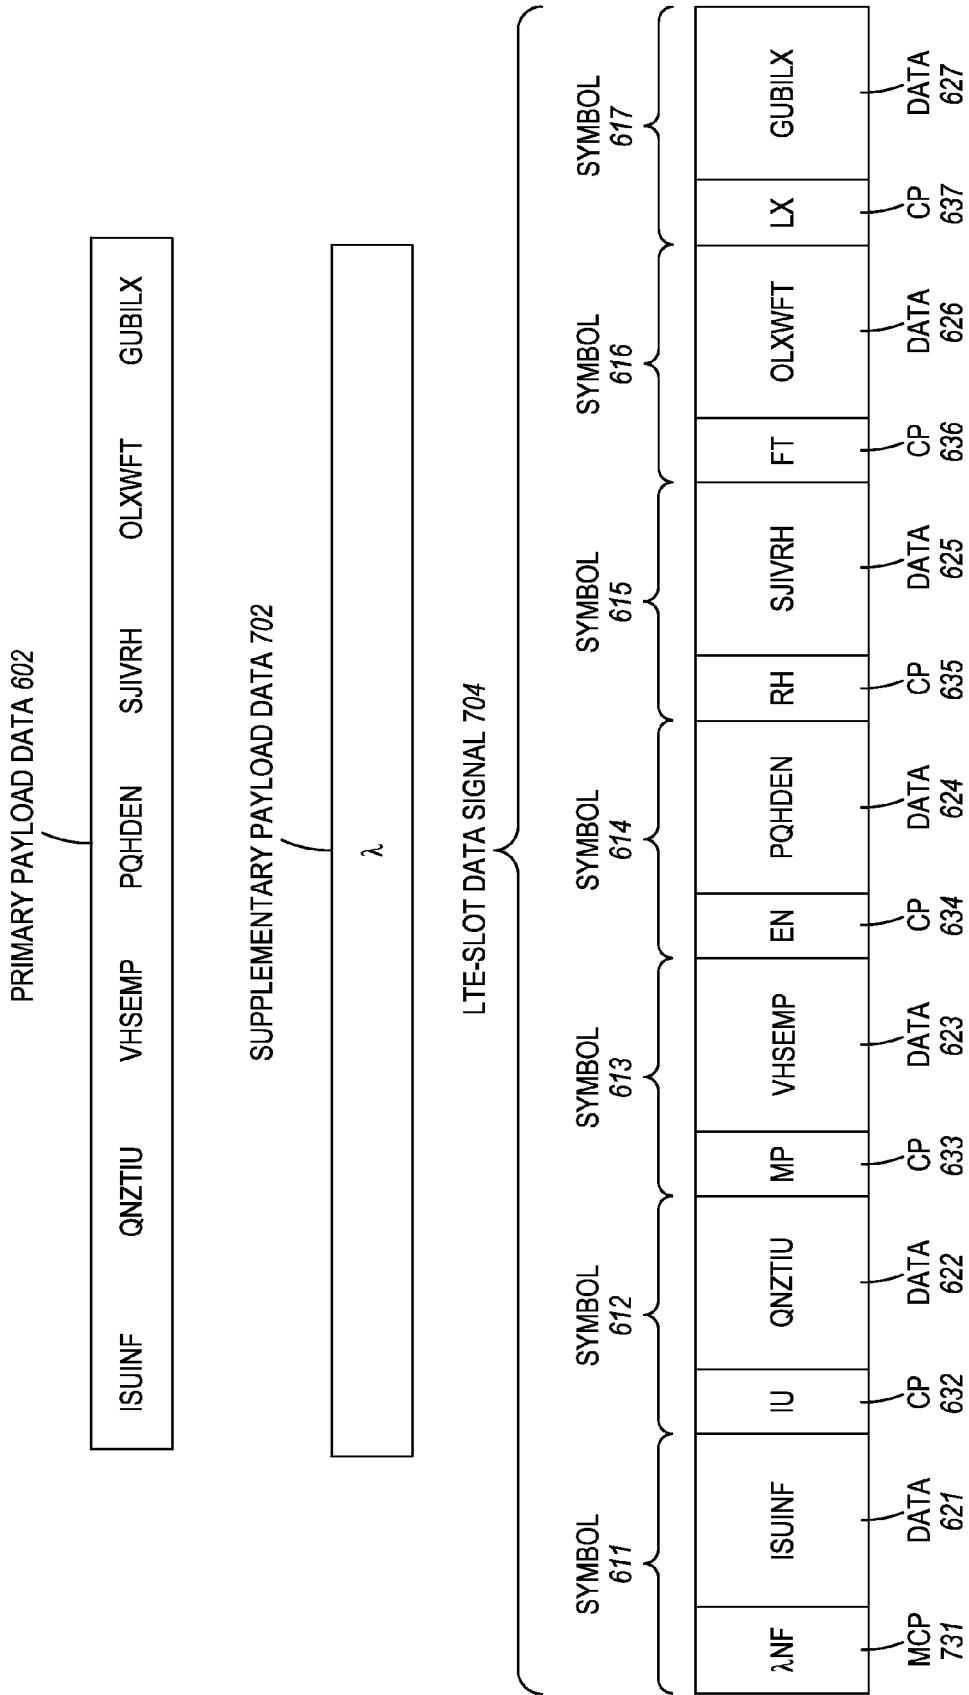 PRIMARY PAYLOAD DATA 602
ISUINF QNZTIU VHSEMP PQHDEN SJIVRH OLXWFT GUBILX
SUPPLEMENTARY PAYLOAD DATA 702
λ
LTE-SLOT DATA SIGNAL 704
SYMBOL SYMBOL SYMBOL SYMBOL SYMBOL SYMBOL SYMBOL
611 612 613 614 615 616 617
λNF ISUINF IU QNZTIU MP VHSEMP EN PQHDEN RH SJIVRH FT OLXWFT LX GUBILX
MCP DATA CP DATA CP DATA CP DATA CP DATA CP DATA CP DATA
731 621 632 622 633 623 634 624 635 625 636 626 637 627